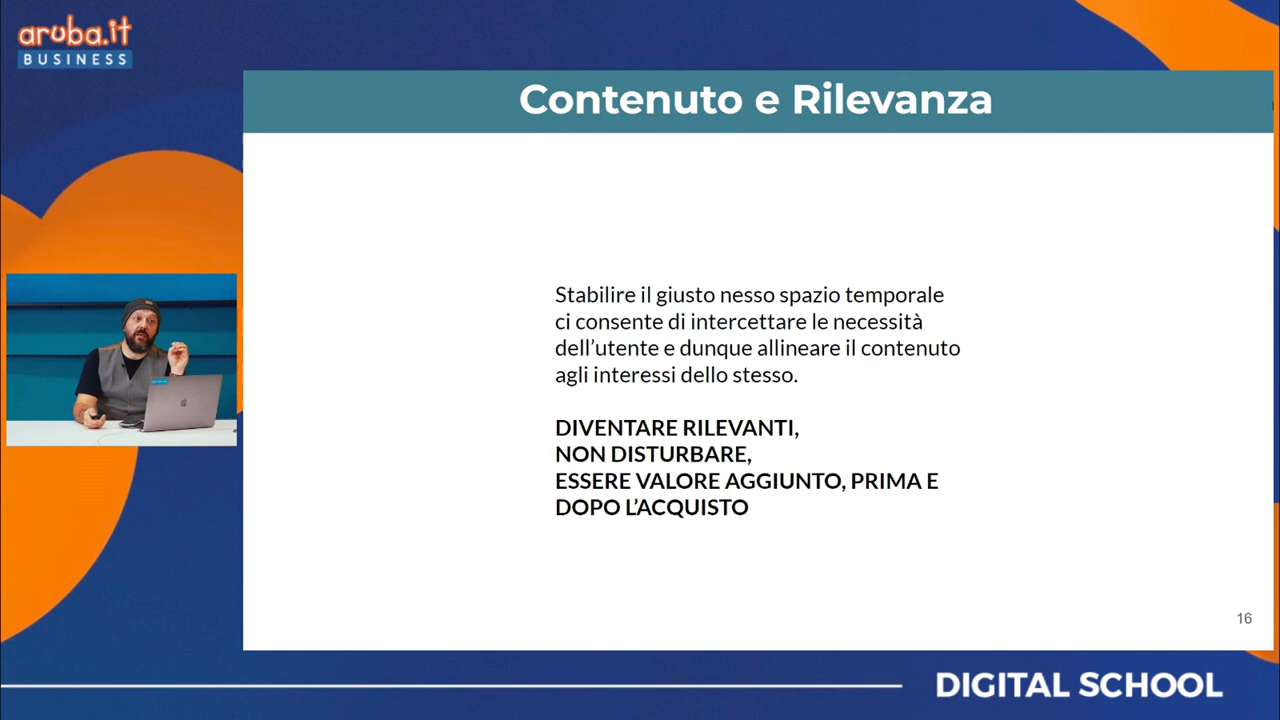 aruba.it
BUSINESS
Contenuto e Rilevanza
Stabilire il giusto nesso spazio temporale
ci consente di intercettare le necessità
dell’utente e dunque allineare il contenuto
agli interessi dello stesso.
DIVENTARE RILEVANTI,
NON DISTURBARE,
ESSERE VALORE AGGIUNTO, PRIMA E
DOPO L’ACQUISTO
16
DIGITAL SCHOOL